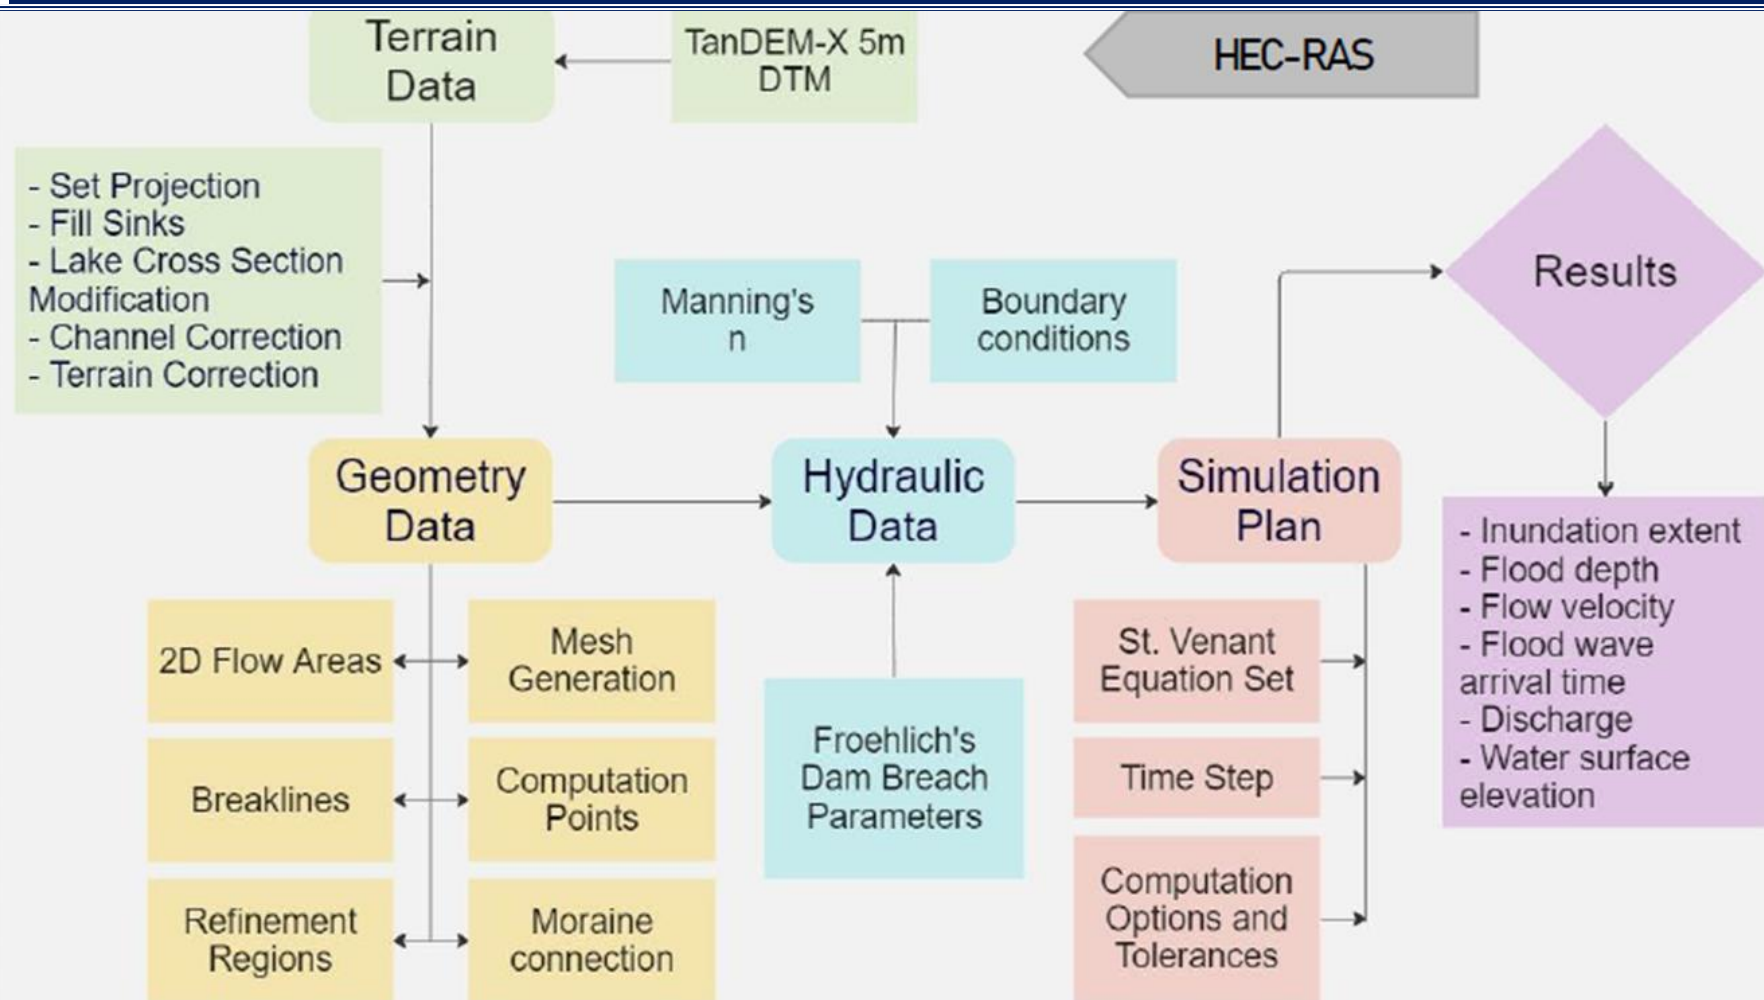 Terrain
Data
TanDEM-X 5m
DTM
HEC-RAS
- Set Projection
- Fill Sinks
- Lake Cross Section
Modification
- Channel Correction
- Terrain Correction
Manning's
n
Boundary
conditions
Results
Geometry
Data
Hydraulic
Data
Simulation
Plan
- Inundation extent
- Flood depth
- Flow velocity
- Flood wave
arrival time
- Discharge
- Water surface
elevation
2D Flow Areas
Mesh
Generation
Breaklines
Computation
Points
Refinement
Regions
Moraine
connection
Froehlich's
Dam Breach
Parameters
St. Venant
Equation Set
Time Step
Computation
Options and
Tolerances